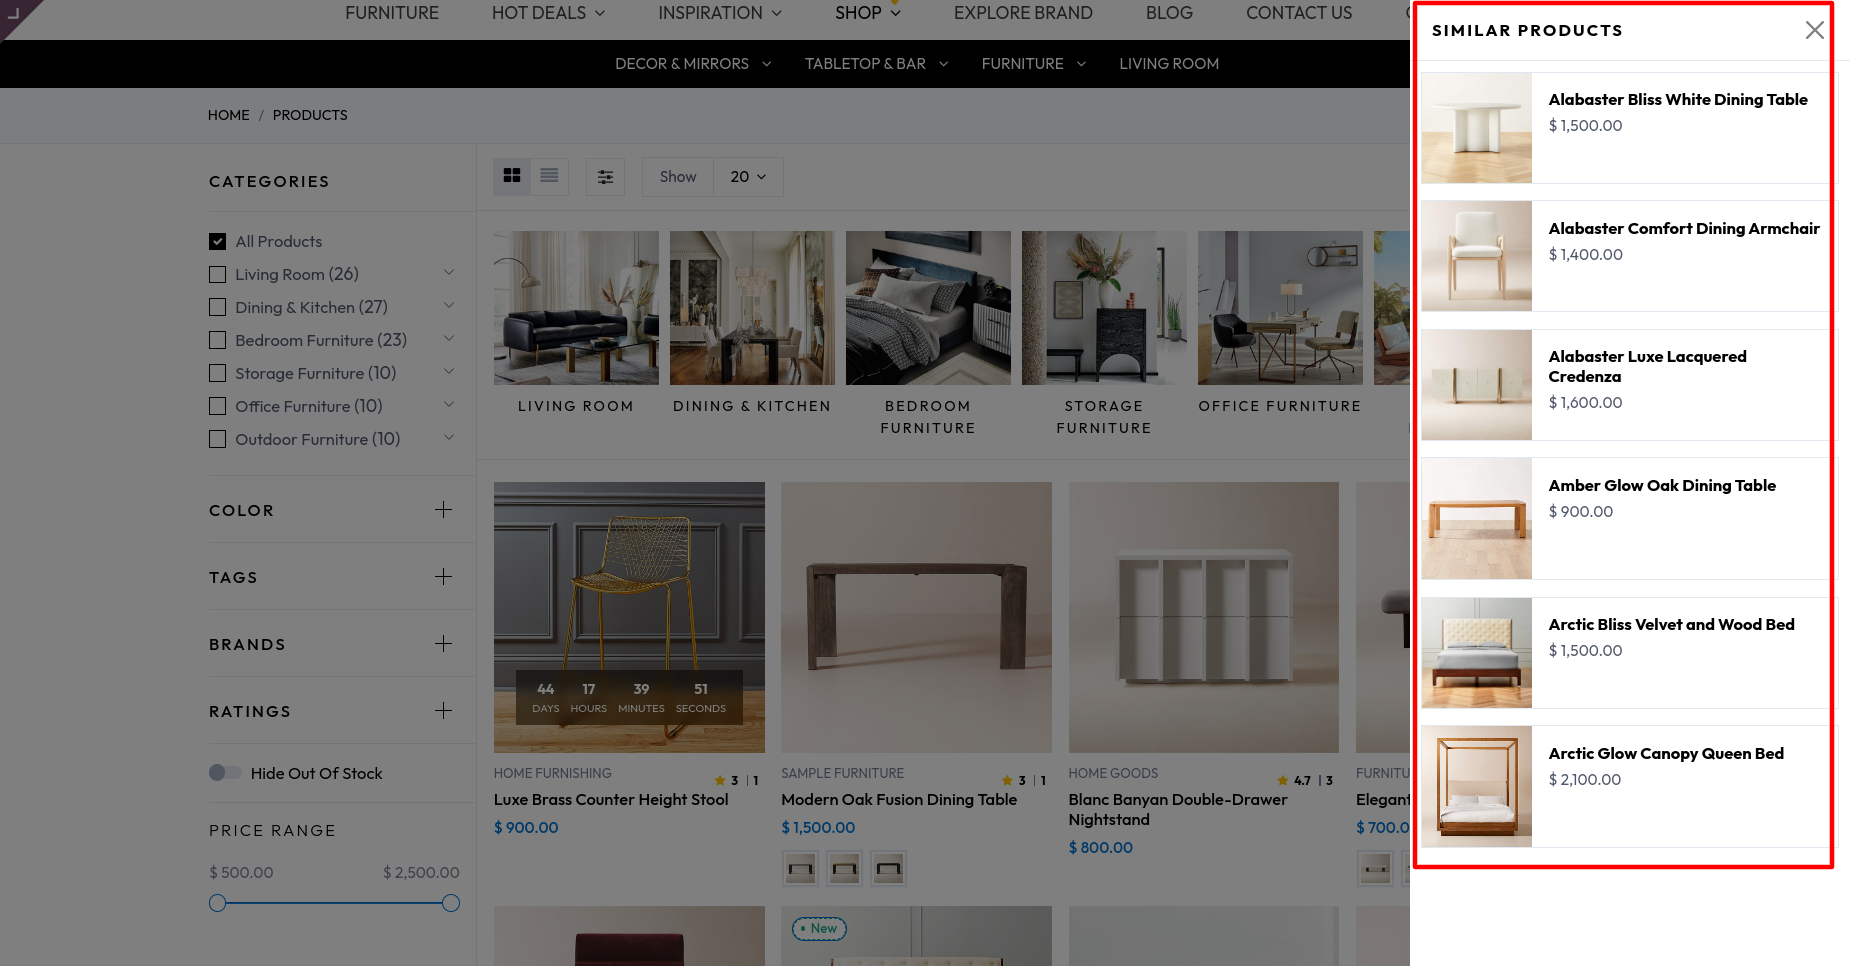 FURNITURE
HOT DEALS
INSPIRATION
SHOP
EXPLORE BRAND
BLOG
CONTACT US
DECOR & MIRRORS
TABLETOP & BAR
FURNITURE
LIVING ROOM
HOME / PRODUCTS
CATEGORIES
All Products
Living Room (26)
Dining & Kitchen (27)
Bedroom Furniture (23)
Storage Furniture (10)
Office Furniture (10)
Outdoor Furniture (10)
COLOR
TAGS
BRANDS
RATINGS
Hide Out Of Stock
PRICE RANGE
$ 500.00
$ 2,500.00
Show
20
LIVING ROOM
DINING & KITCHEN
BEDROOM
FURNITURE
STORAGE
FURNITURE
OFFICE FURNITURE
44 17 39 51
DAYS HOURS MINUTES SECONDS
HOME FURNISHING
3 | 1
Luxe Brass Counter Height Stool
$ 900.00
SAMPLE FURNITURE
3 | 1
Modern Oak Fusion Dining Table
$ 1,500.00
HOME GOODS
4.7 | 3
Blanc Banyan Double-Drawer
Nightstand
$ 800.00
FURNITU
Elegant
$ 700.0
New
SIMILAR PRODUCTS
Alabaster Bliss White Dining Table
$ 1,500.00
Alabaster Comfort Dining Armchair
$ 1,400.00
Alabaster Luxe Lacquered
Credenza
$ 1,600.00
Amber Glow Oak Dining Table
$ 900.00
Arctic Bliss Velvet and Wood Bed
$ 1,500.00
Arctic Glow Canopy Queen Bed
$ 2,100.00